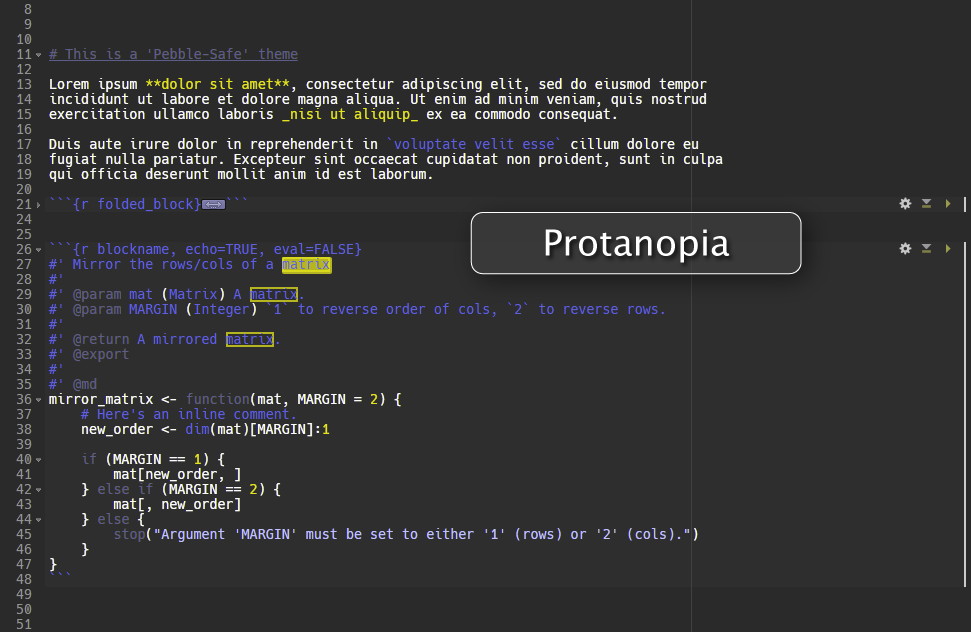 8
9
10
11 # This is a 'Pebble-Safe' theme
12
13 Lorem ipsum **dolor sit amet**, consectetur adipiscing elit, sed do eiusmod tempor
14 incididunt ut labore et dolore magna aliqua. Ut enim ad minim veniam, quis nostrud
15 exercitation ullamco laboris _nisi ut aliquip_ ex ea commodo consequat.
16
17 Duis aute irure dolor in reprehenderit in `voluptate velit esse` cillum dolore eu
18 fugiat nulla pariatur. Excepteur sint occaecat cupidatat non proident, sunt in culpa
19 qui officia deserunt mollit anim id est laborum.
20
21 ```{r folded_block}```
24
25
Protanopia
26 ```{r blockname, echo=TRUE, eval=FALSE}
27 #' Mirror the rows/cols of a matrix
28 #'
29 #' @param mat (Matrix) A matrix.
30 #' @param MARGIN (Integer) `1` to reverse order of cols, `2` to reverse rows.
31 #'
32 #' @return A mirrored matrix.
33 #' @export
34 #'
35 #' @md
36 mirror_matrix <- function(mat, MARGIN = 2) {
37     # Here's an inline comment.
38     new_order <- dim(mat)[MARGIN]:1
39
40     if (MARGIN == 1) {
41         mat[new_order, ]
42     } else if (MARGIN == 2) {
43         mat[, new_order]
44     } else {
45         stop("Argument 'MARGIN' must be set to either '1' (rows) or '2' (cols).")
46     }
47 }
48 ```
49
50
51